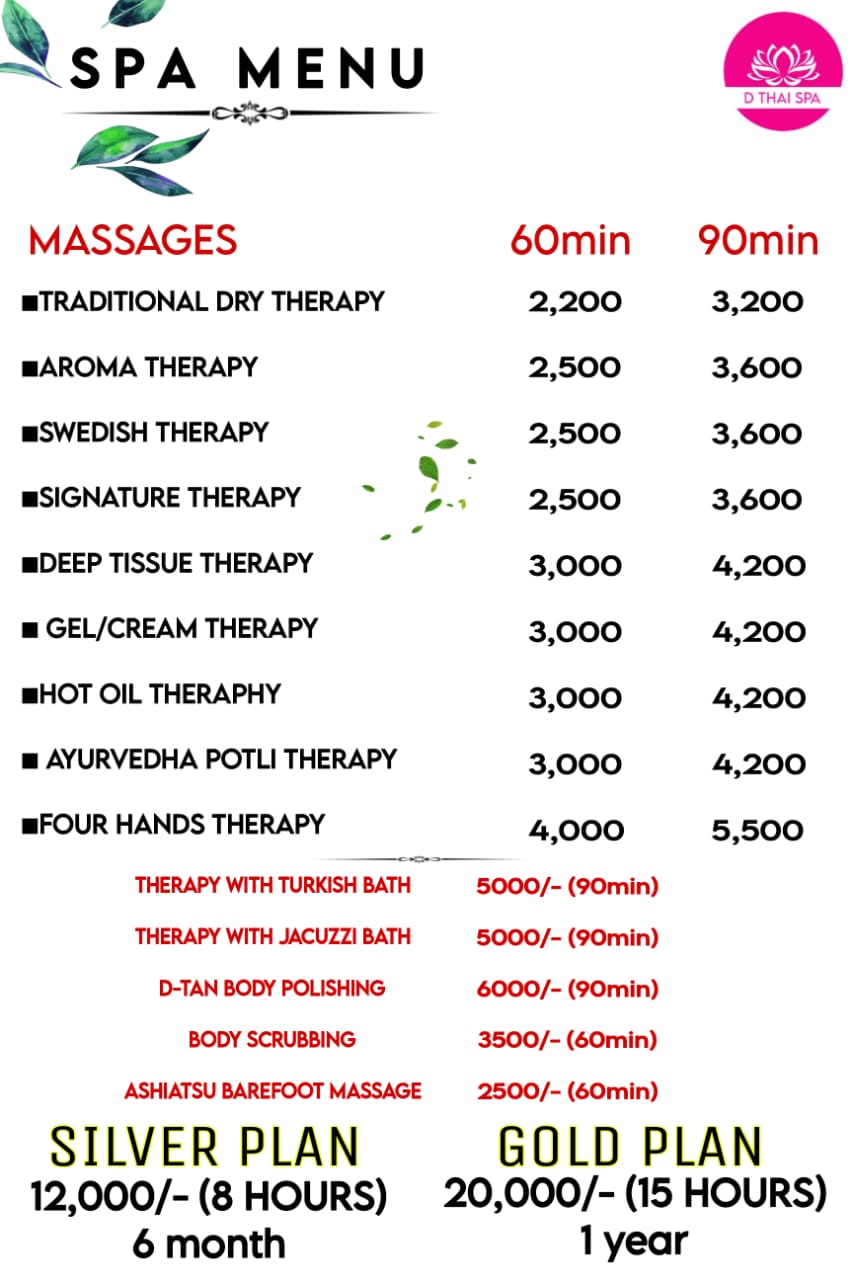 SPA MENU
D THAI SPA
MASSAGES 60min 90min
■TRADITIONAL DRY THERAPY 2,200 3,200
■AROMA THERAPY 2,500 3,600
■SWEDISH THERAPY 2,500 3,600
■SIGNATURE THERAPY 2,500 3,600
■DEEP TISSUE THERAPY 3,000 4,200
■ GEL/CREAM THERAPY 3,000 4,200
■HOT OIL THERAPHY 3,000 4,200
■ AYURVEDHA POTLI THERAPY 3,000 4,200
■FOUR HANDS THERAPY 4,000 5,500
THERAPY WITH TURKISH BATH 5000/- (90min)
THERAPY WITH JACUZZI BATH 5000/- (90min)
D-TAN BODY POLISHING 6000/- (90min)
BODY SCRUBBING 3500/- (60min)
ASHIATSU BAREFOOT MASSAGE 2500/- (60min)
SILVER PLAN
12,000/- (8 HOURS)
6 month
GOLD PLAN
20,000/- (15 HOURS)
1 year